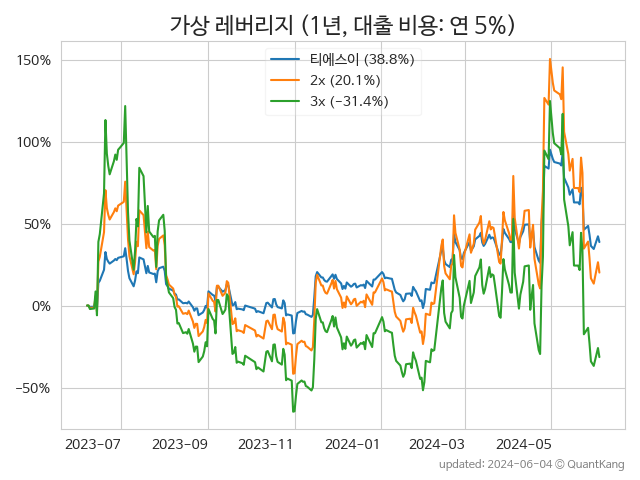 가상 레버리지 (1년, 대출 비용: 연 5%)
티에스이 (38.8%)
2x (20.1%)
3x (−31.4%)
150%
100%
50%
0%
−50%
2023-07 2023-09 2023-11 2024-01 2024-03 2024-05
updated: 2024-06-04 © QuantKang